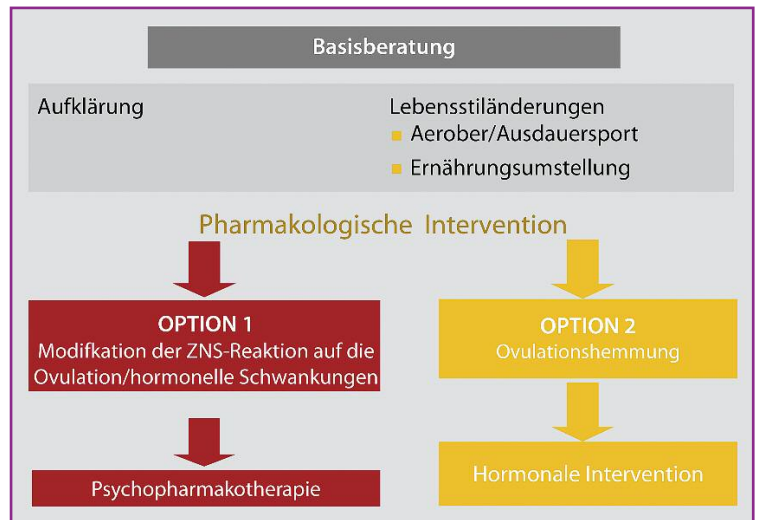 Basisberatung
Aufklärung
Lebensstiländerungen
Aerober/Ausdauersport
Ernährungsumstellung
Pharmakologische Intervention
OPTION 1
Modifkation der ZNS-Reaktion auf die
Ovulation/hormonelle Schwankungen
Psychopharmakotherapie
OPTION 2
Ovulationshemmung
Hormonale Intervention